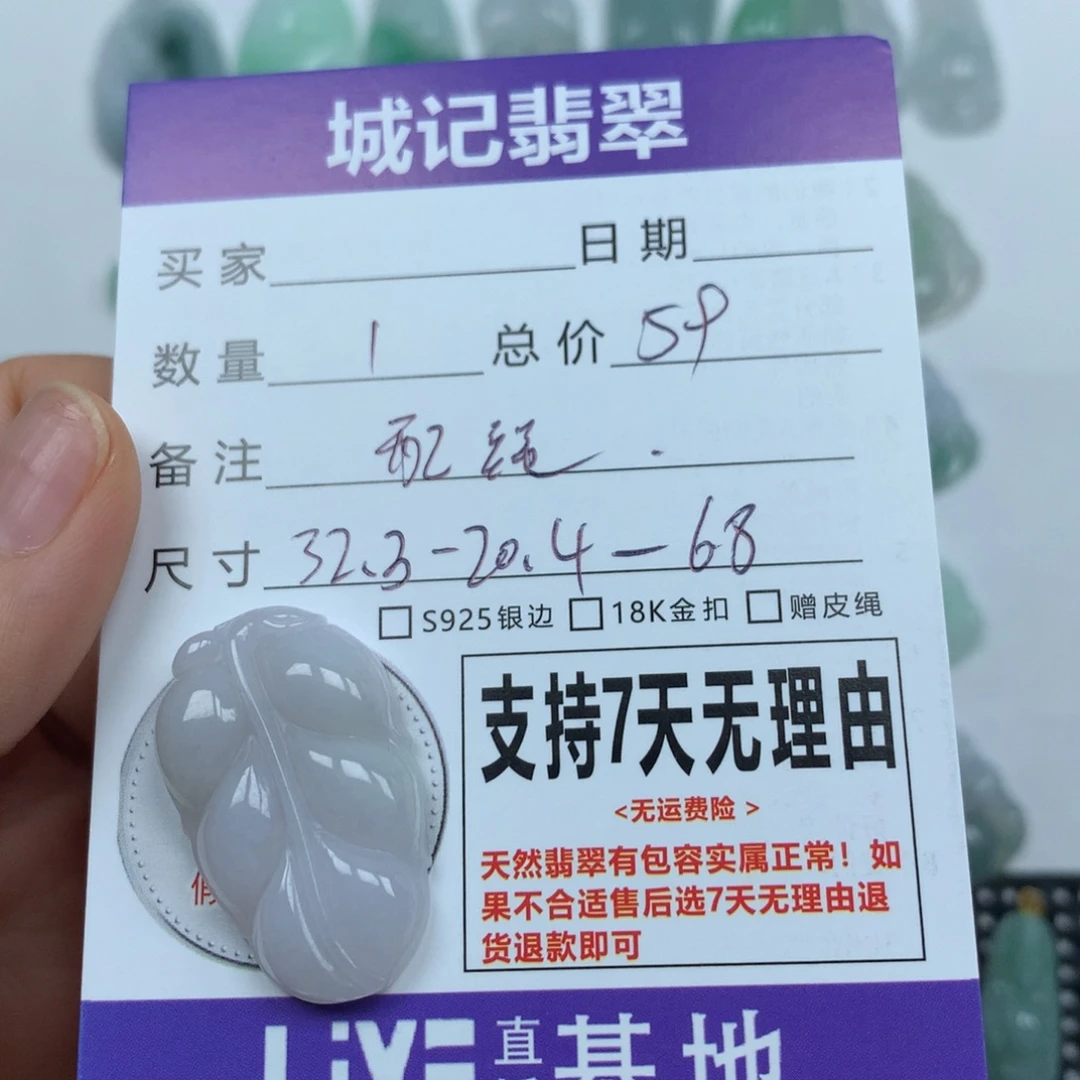 城记翡翠
买家 日期
数量 1 总价 59
备注 配绳.
尺寸 32.3-20.4-68
S925银边 18K金扣 赠皮绳
支持7天无理由
<无运费险>
天然翡翠有包容实属正常！如
果不合适售后选7天无理由退
货退款即可
LiVE 直 基地